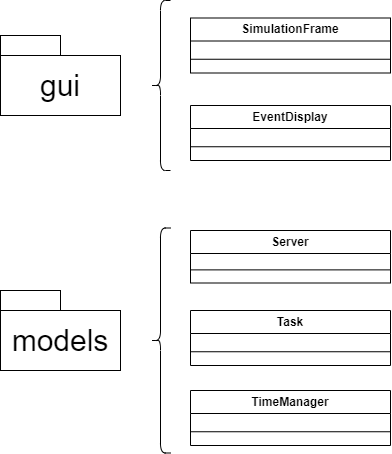 gui
SimulationFrame
EventDisplay
models
Server
Task
TimeManager